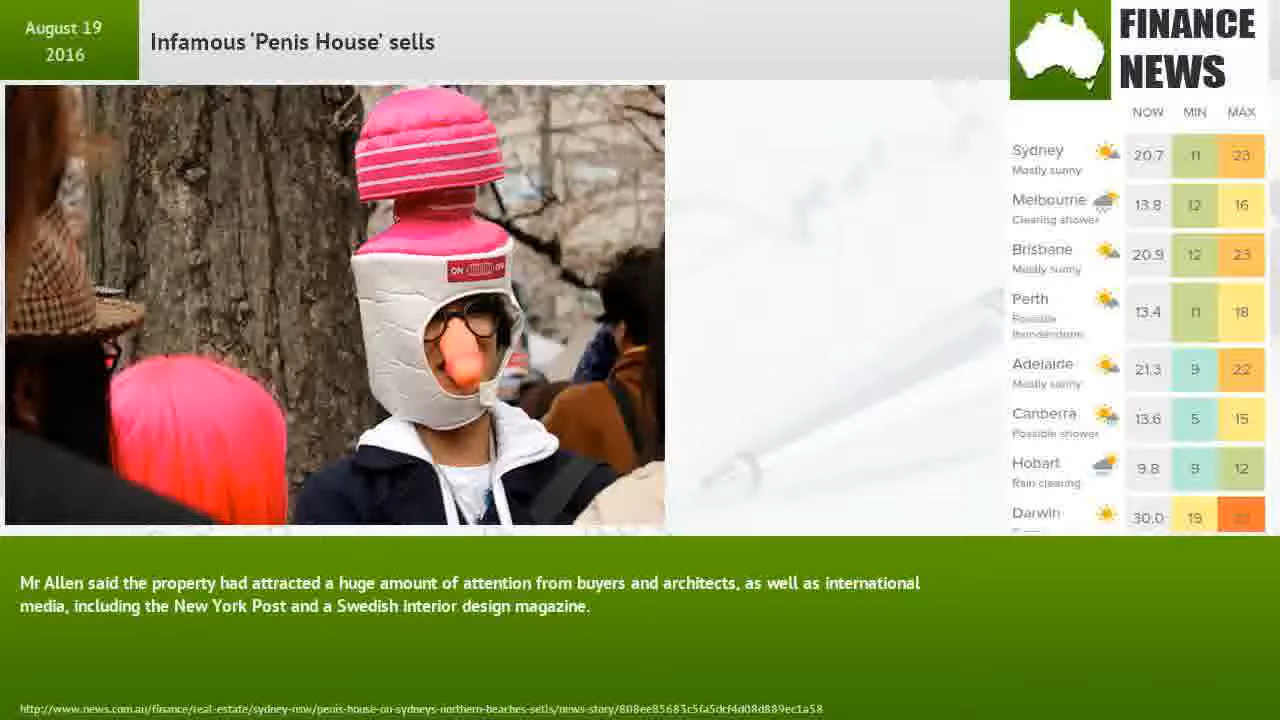 August 19
2016
Infamous 'Penis House' sells
FINANCE
NEWS
NOW MIN MAX
Sydney 20.7 11 23
Mostly sunny
Melbourne 13.8 12 16
Clearing shower
Brisbane 20.9 12 23
Mostly sunny
Perth 13.4 11 18
Possible
thunderstorm
Adelaide 21.3 9 22
Mostly sunny
Canberra 13.6 5 15
Possible shower
Hobart 9.8 9 12
Rain clearing
Darwin 30.0 19
ON OFF
Mr Allen said the property had attracted a huge amount of attention from buyers and architects, as well as international
media, including the New York Post and a Swedish interior design magazine.
http://www.news.com.au/finance/real-estate/sydney-nsw/penis-house-on-sydneys-northern-beaches-sells/news-story/808ee85683c5fa5dcf4d08d889ec1a58